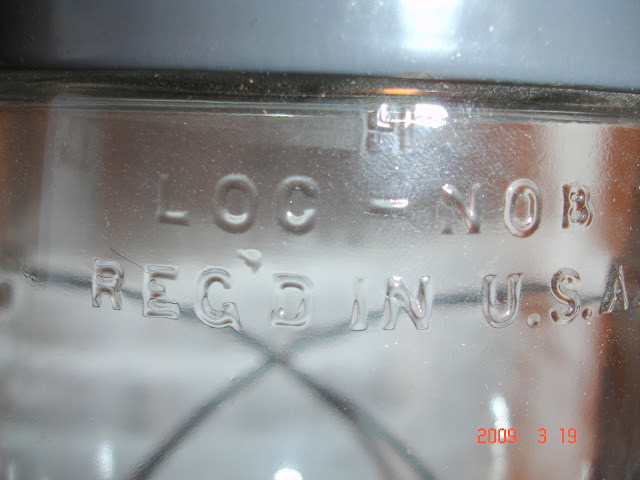 H
LOC - NOB
REG'D IN U.S.A.
2009 3 19